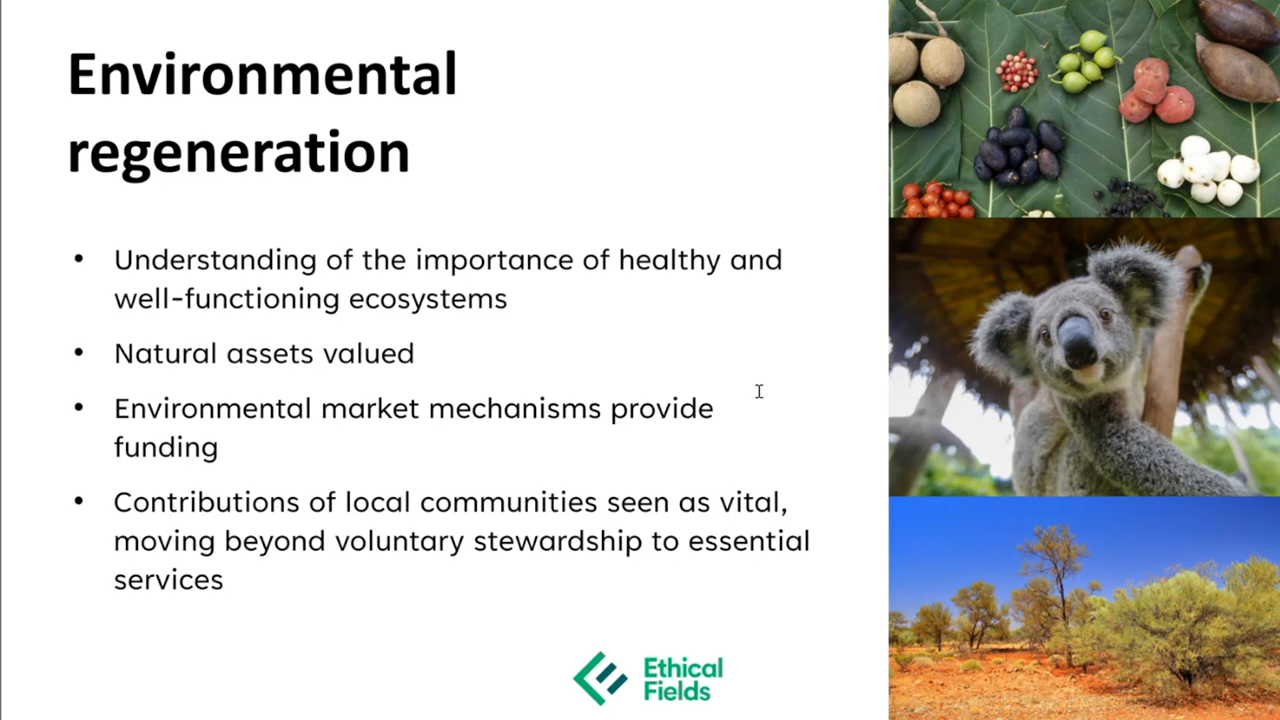 Environmental
regeneration
• Understanding of the importance of healthy and
well-functioning ecosystems
• Natural assets valued
• Environmental market mechanisms provide
funding
• Contributions of local communities seen as vital,
moving beyond voluntary stewardship to essential
services
Ethical
Fields